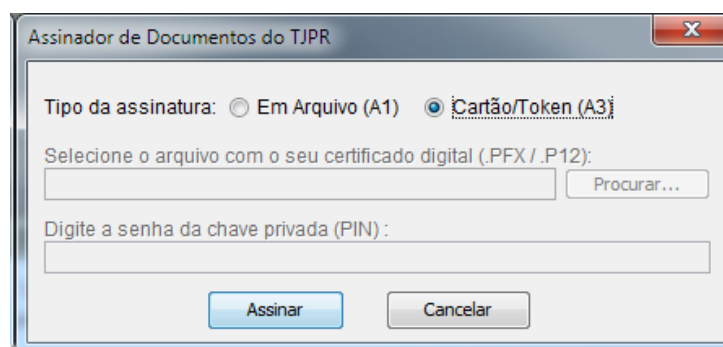 Assinador de Documentos do TJPR
Tipo da assinatura: Em Arquivo (A1) Cartão/Token (A3)
Selecione o arquivo com o seu certificado digital (.PFX / .P12):
Procurar...
Digite a senha da chave privada (PIN) :
Assinar Cancelar